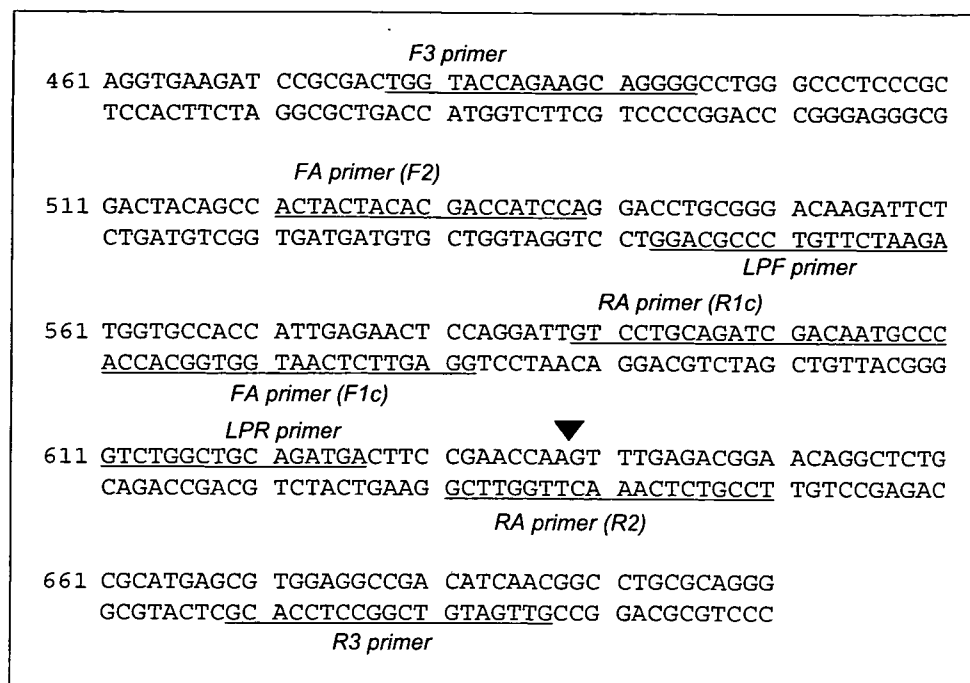 F3 primer
461 AGGTGAAGAT CCGCGACTGG TACCAGAAGC AGGGGCCTGG GCCCTCCCGC
TCCACTTCTA GGCGCTGACC ATGGTCTTCG TCCCCGGACC CGGGAGGGCG
FA primer (F2)
511 GACTACAGCC ACTACTACAC GACCATCCAG GACCTGCGGG ACAAGATTCT
CTGATGTCGG TGATGATGTG CTGGTAGGTC CTGGACGCCC TGTTCTAAGA
LPF primer
RA primer (R1c)
561 TGGTGCCACC ATTGAGAACT CCAGGATTGT CCTGCAGATC GACAATGCCC
ACCACGGTGG TAACTCTTGA GGTCCTAACA GGACGTCTAG CTGTTACGGG
FA primer (F1c)
LPR primer
611 GTCTGGCTGC AGATGACTTC CGAACCAAGT TTGAGACGGA ACAGGCTCTG
CAGACCGACG TCTACTGAAG GCTTGGTTCA AACTCTGCCT TGTCCGAGAC
RA primer (R2)
661 CGCATGAGCG TGGAGGCCGA CATCAACGGC CTGCGCAGGG
GCGTACTCGC ACCTCCGGCT GTAGTTGCCG GACGCGTCCC
R3 primer